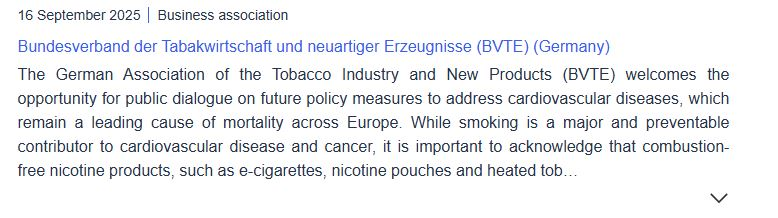 16 September 2025 | Business association
Bundesverband der Tabakwirtschaft und neuartiger Erzeugnisse (BVTE) (Germany)
The German Association of the Tobacco Industry and New Products (BVTE) welcomes the
opportunity for public dialogue on future policy measures to address cardiovascular diseases, which
remain a leading cause of mortality across Europe. While smoking is a major and preventable
contributor to cardiovascular disease and cancer, it is important to acknowledge that combustion-
free nicotine products, such as e-cigarettes, nicotine pouches and heated tob…